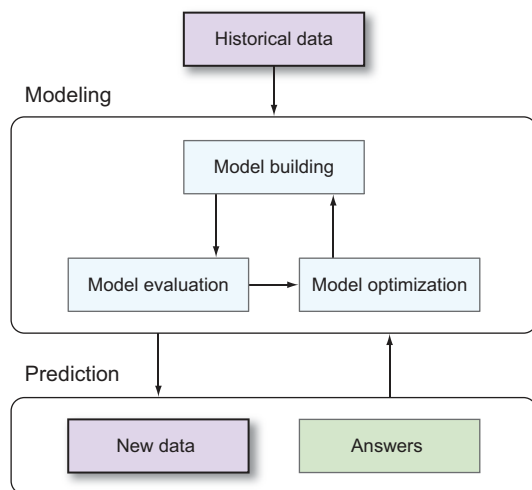 Historical data
Modeling
Model building
Model evaluation
Model optimization
Prediction
New data
Answers